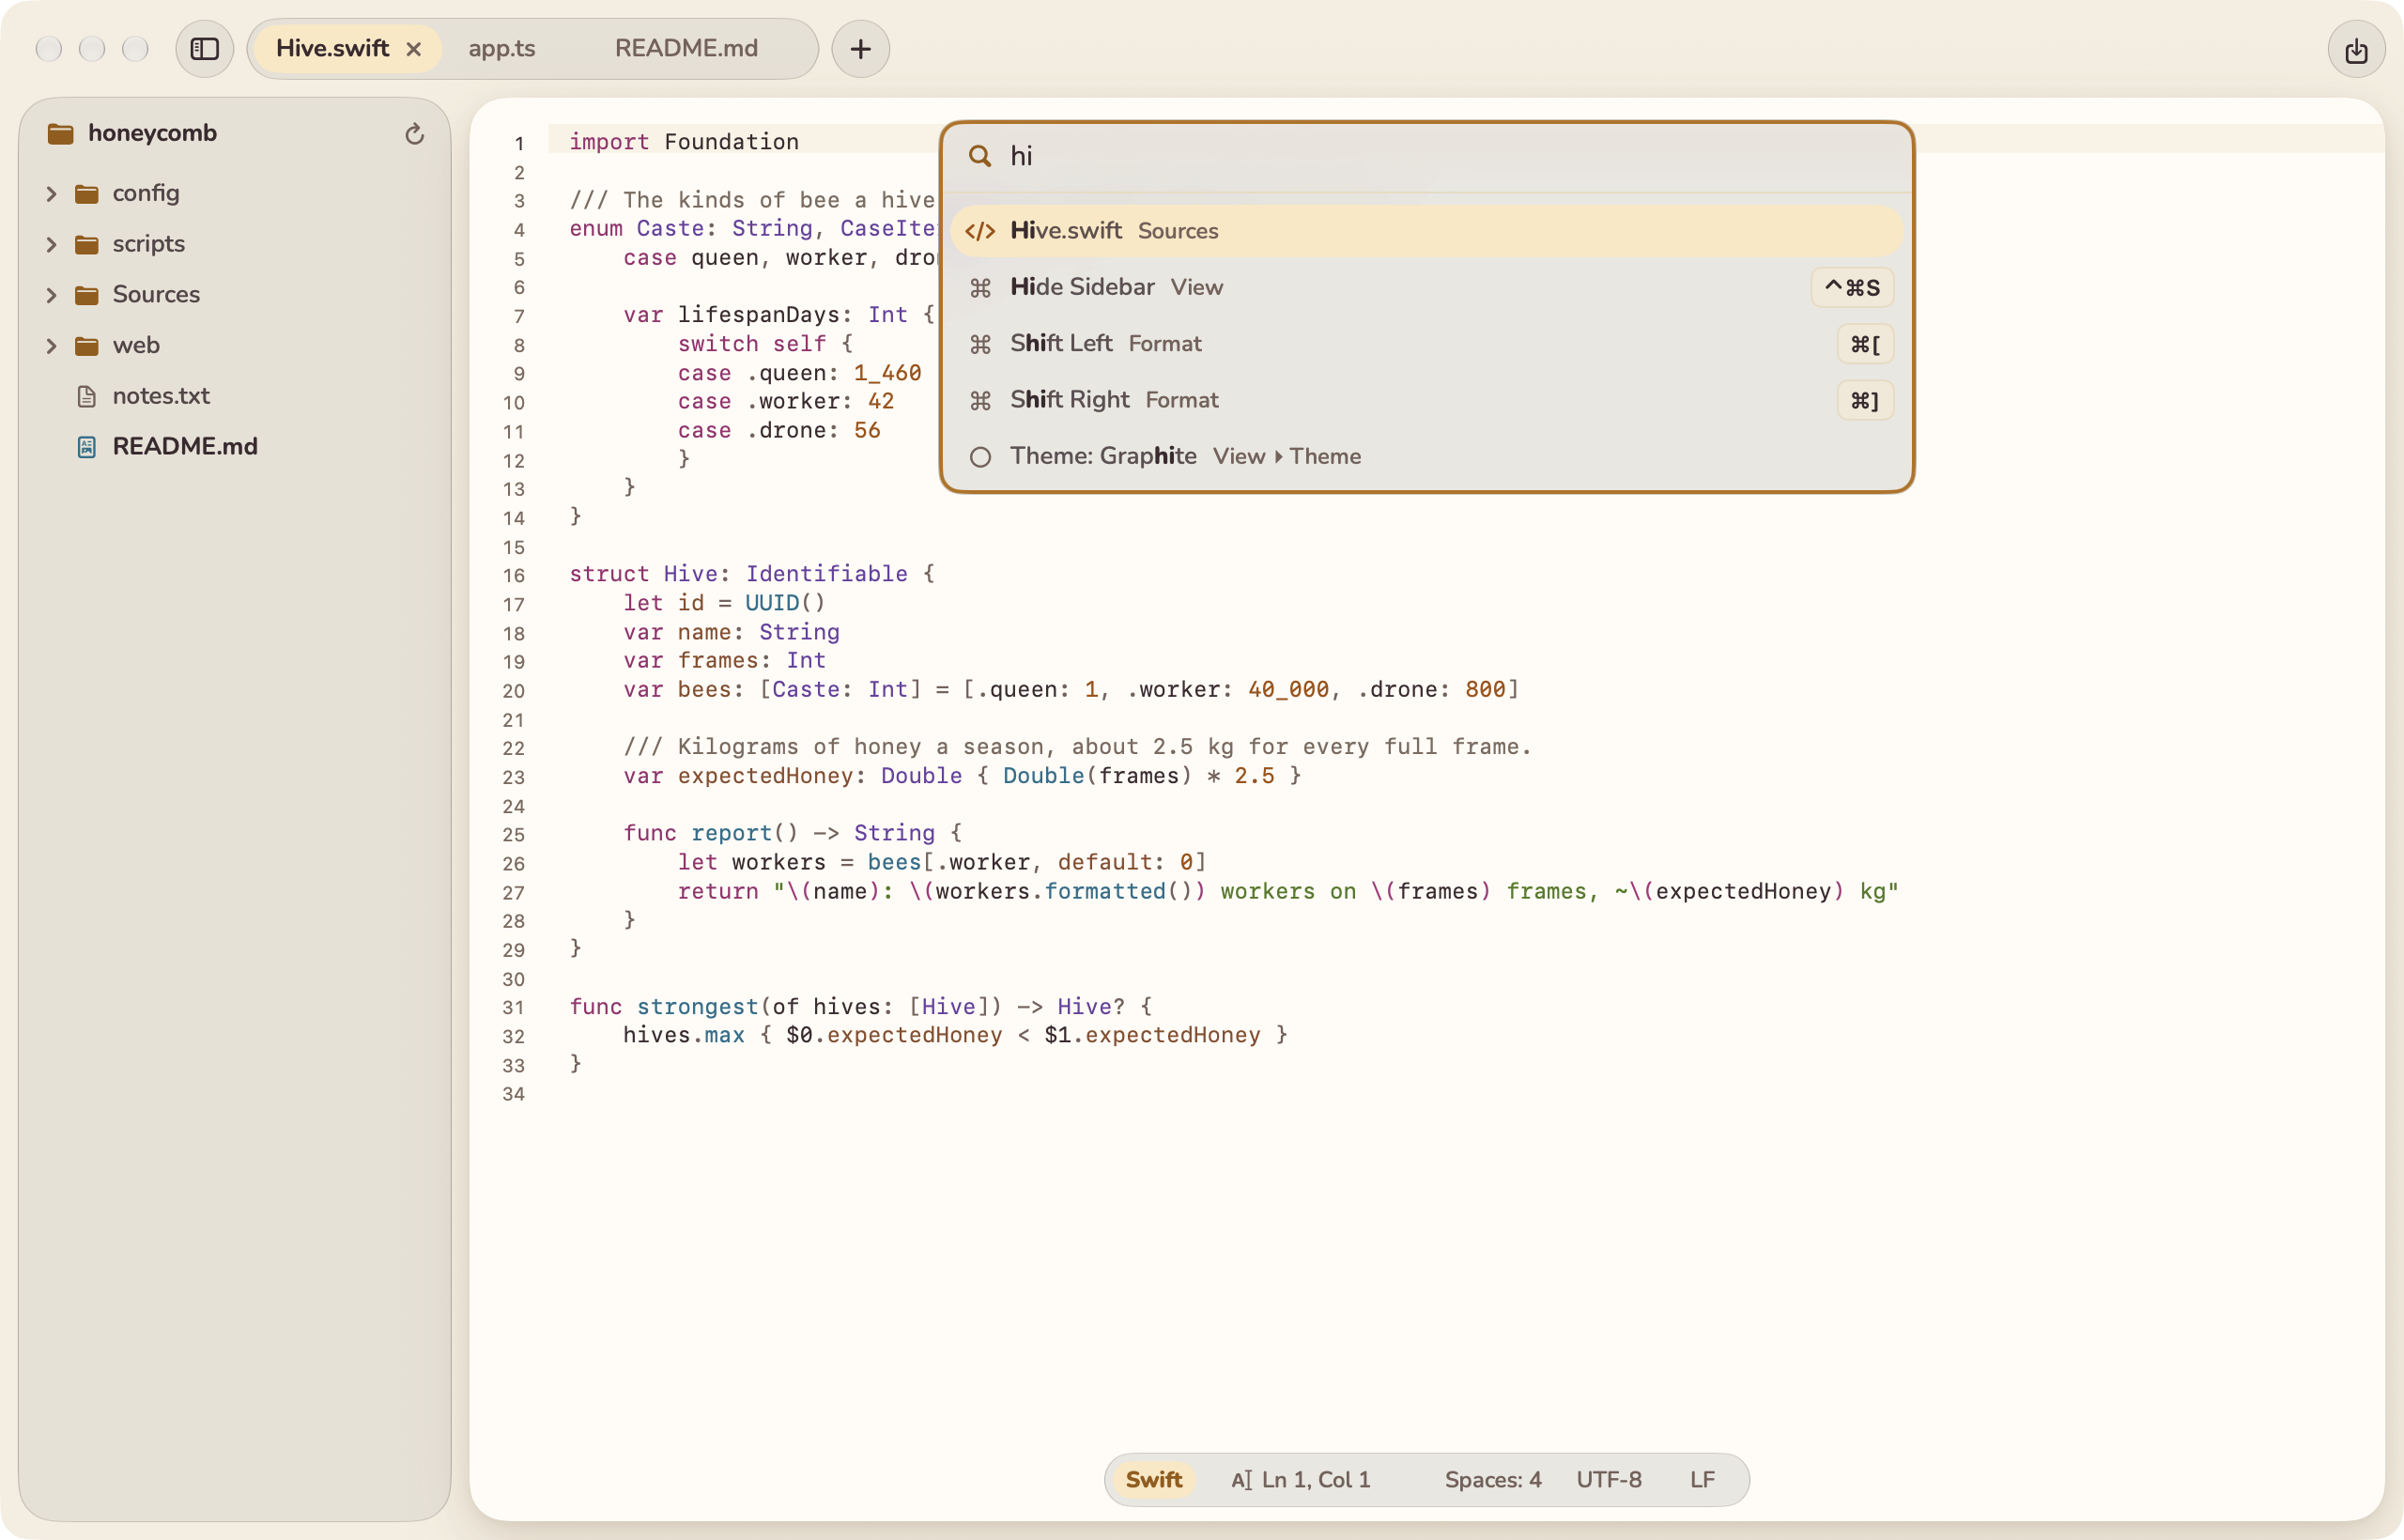 Hive.swift
app.ts
README.md
honeycomb
config
scripts
Sources
web
notes.txt
README.md
hi
Hive.swift Sources
Hide Sidebar View ^⌘S
Shift Left Format ⌘[
Shift Right Format ⌘]
Theme: Graphite View ▸ Theme
1 import Foundation
2
3 /// The kinds of bee a hive
4 enum Caste: String,
5     case queen, worker,
6
7     var lifespanDays: Int {
8         switch self {
9         case .queen: 1_460
10         case .worker: 42
11         case .drone: 56
12         }
13     }
14 }
15
16 struct Hive: Identifiable {
17     let id = UUID()
18     var name: String
19     var frames: Int
20     var bees: [Caste: Int] = [.queen: 1, .worker: 40_000, .drone: 800]
21
22     /// Kilograms of honey a season, about 2.5 kg for every full frame.
23     var expectedHoney: Double { Double(frames) * 2.5 }
24
25     func report() -> String {
26         let workers = bees[.worker, default: 0]
27         return "\(name): \(workers.formatted()) workers on \(frames) frames, ~\(expectedHoney) kg"
28     }
29 }
30
31 func strongest(of hives: [Hive]) -> Hive? {
32     hives.max { $0.expectedHoney < $1.expectedHoney }
33 }
34
Swift
Ln 1, Col 1
Spaces: 4
UTF-8
LF